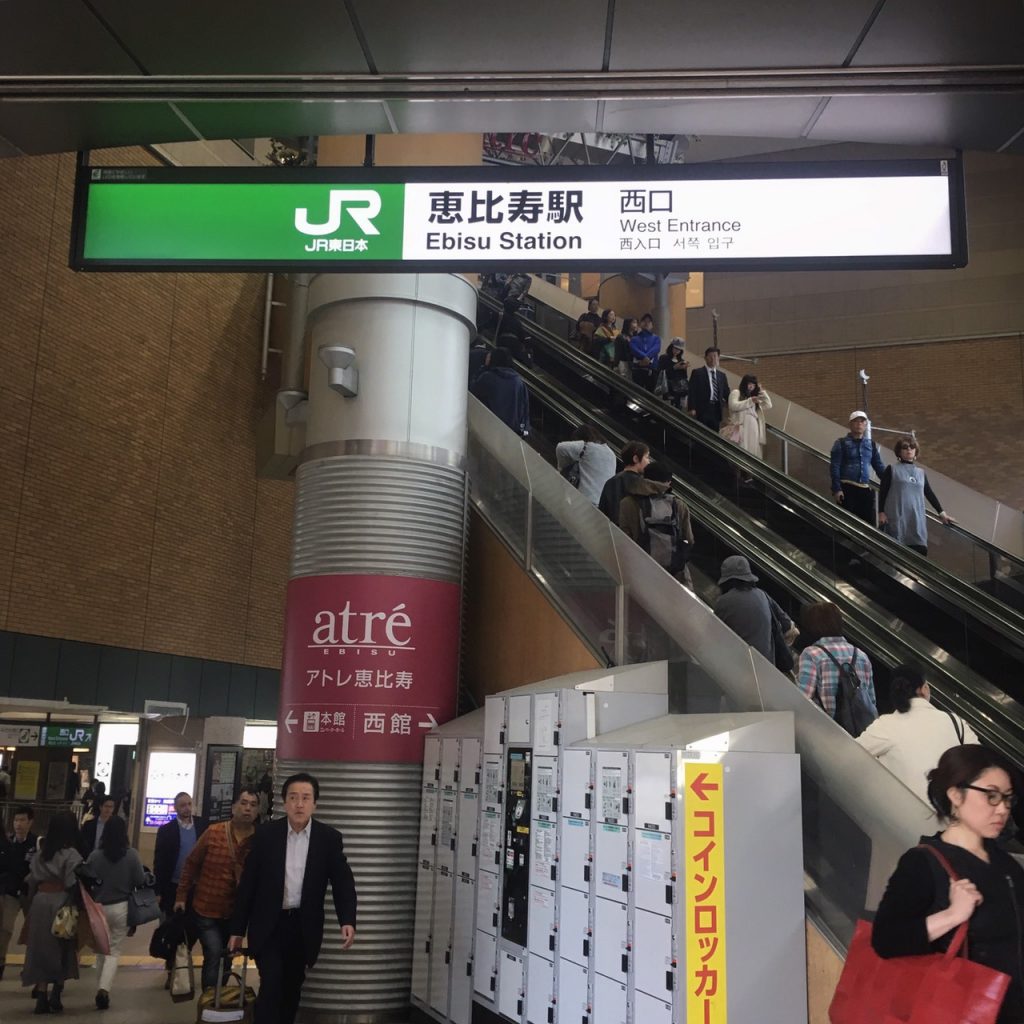 JR
JR東日本
恵比寿駅
Ebisu Station
西口
West Entrance
西入口 서쪽 입구
atré
EBISU
アトレ恵比寿
← 本館
西館 →
JR
←コインロッカー